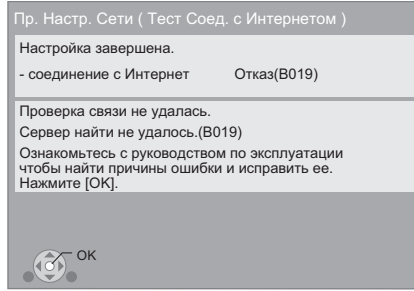 Пр. Настр. Сети ( Тест Соед. с Интернетом )
Настройка завершена.
- соединение с Интернет Отказ(B019)
Проверка связи не удалась.
Сервер найти не удалось.(B019)
Ознакомьтесь с руководством по эксплуатации
чтобы найти причины ошибки и исправить ее.
Нажмите [OK].
OK